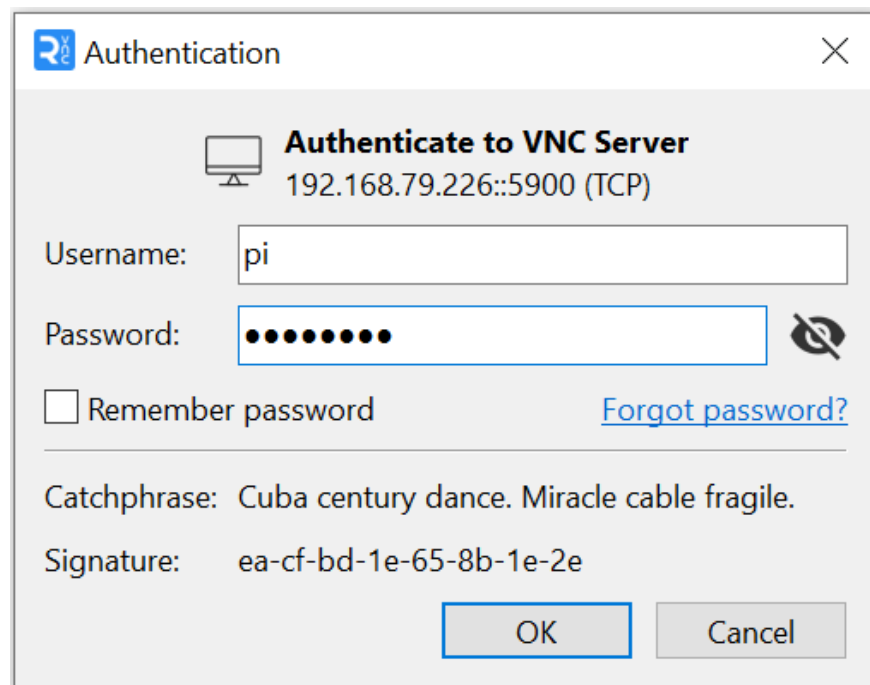 Authentication
Authenticate to VNC Server
192.168.79.226::5900 (TCP)
Username: pi
Password: ●●●●●●●●
Remember password Forgot password?
Catchphrase: Cuba century dance. Miracle cable fragile.
Signature: ea-cf-bd-1e-65-8b-1e-2e
OK Cancel